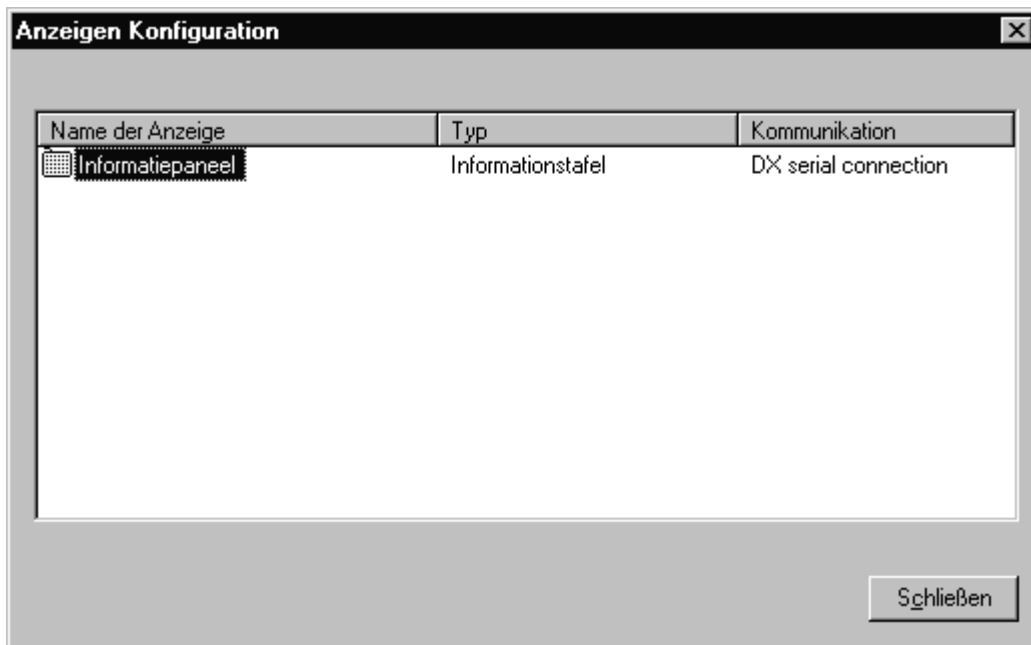 Anzeigen Konfiguration
Name der Anzeige Typ Kommunikation
Informatiepaneel Informationstafel DX serial connection
Schließen